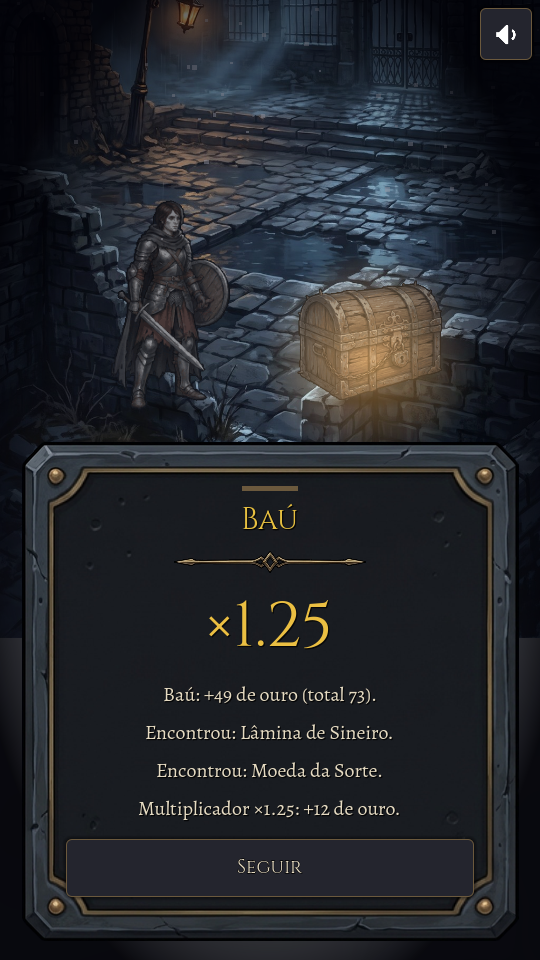 Baú
×1.25
Baú: +49 de ouro (total 73).
Encontrou: Lâmina de Sineiro.
Encontrou: Moeda da Sorte.
Multiplicador ×1.25: +12 de ouro.
Seguir